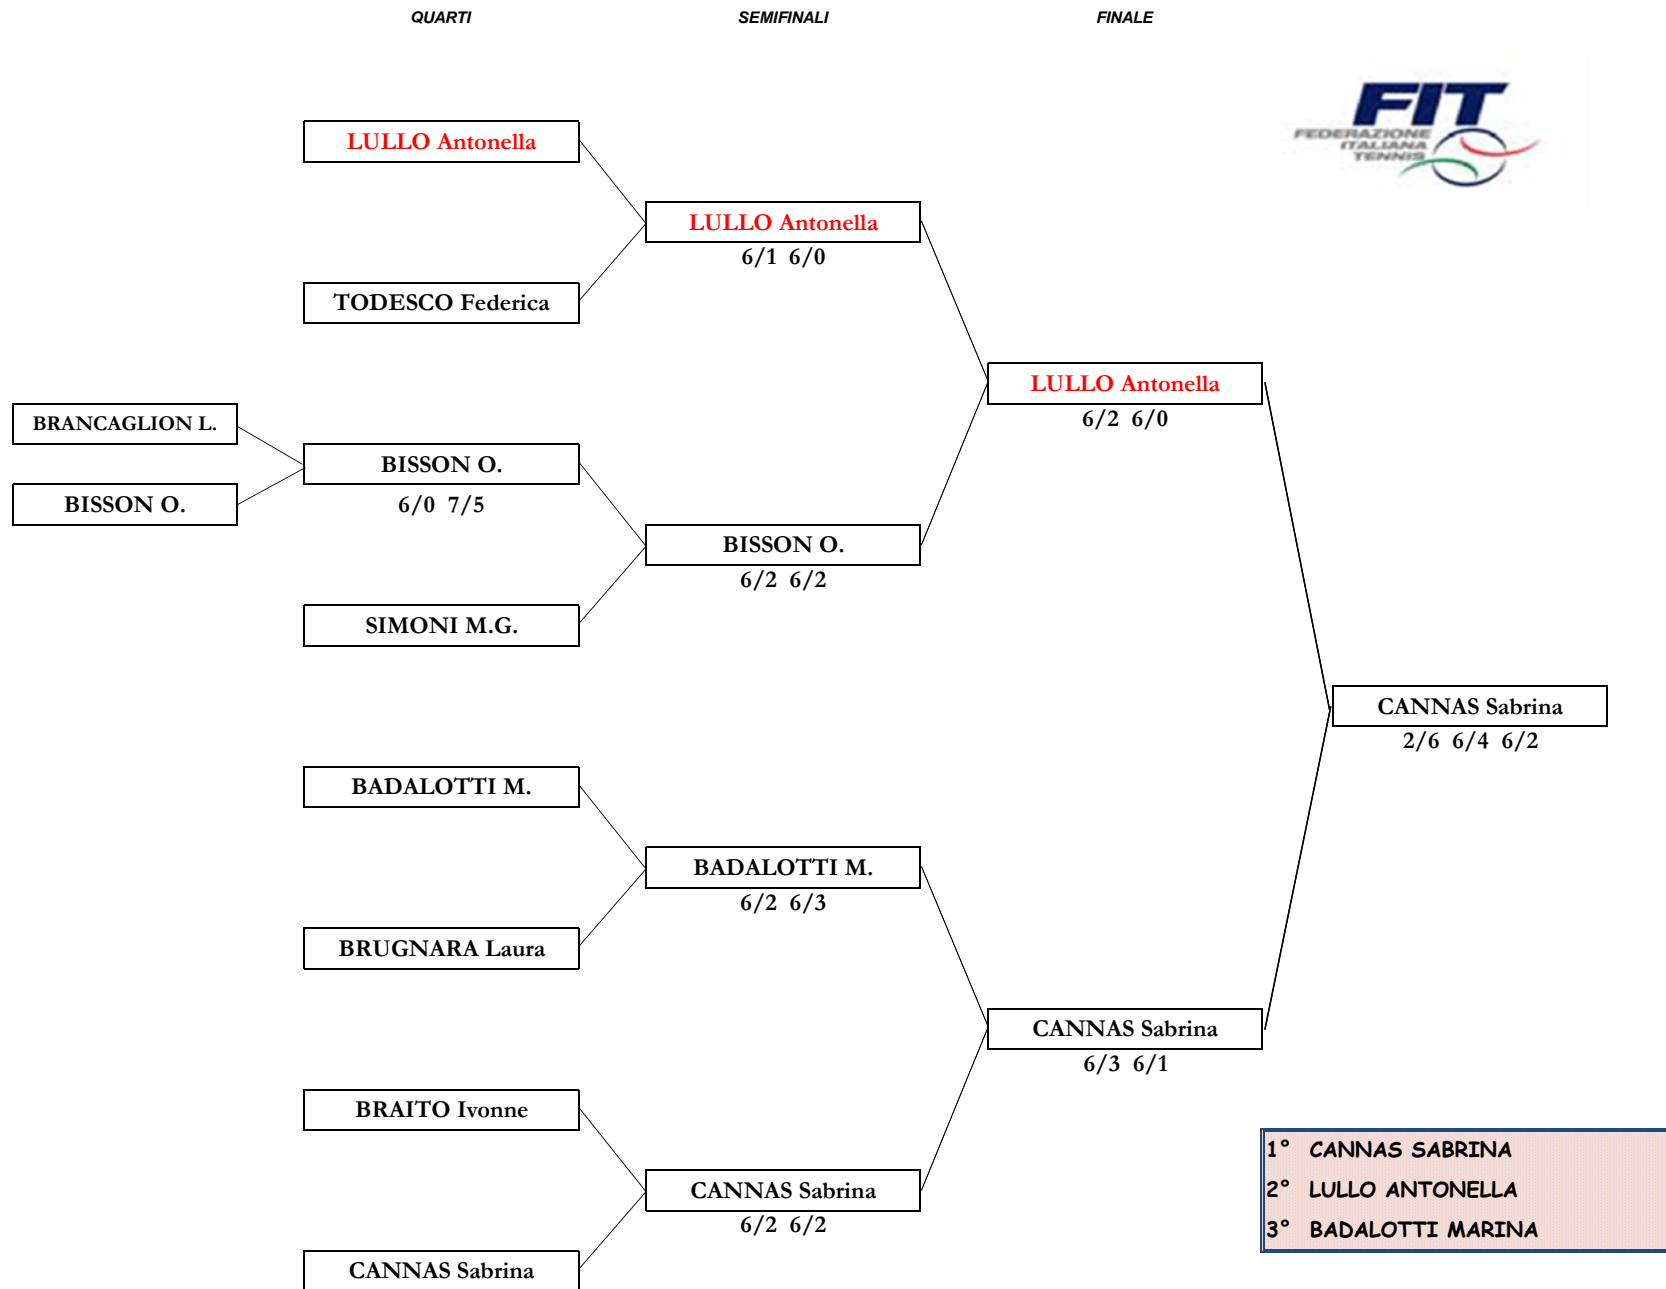 QUARTI SEMIFINALI FINALE
FIT
FEDERAZIONE
ITALIANA
TENNIS
LULLO Antonella
LULLO Antonella
6/1 6/0
TODESCO Federica
LULLO Antonella
6/2 6/0
BRANCAGLION L.
BISSON O.
BISSON O.
6/0 7/5
BISSON O.
6/2 6/2
SIMONI M.G.
CANNAS Sabrina
2/6 6/4 6/2
BADALOTTI M.
BADALOTTI M.
6/2 6/3
BRUGNARA Laura
CANNAS Sabrina
6/3 6/1
BRAITO Ivonne
CANNAS Sabrina
6/2 6/2
CANNAS Sabrina
1° CANNAS SABRINA
2° LULLO ANTONELLA
3° BADALOTTI MARINA